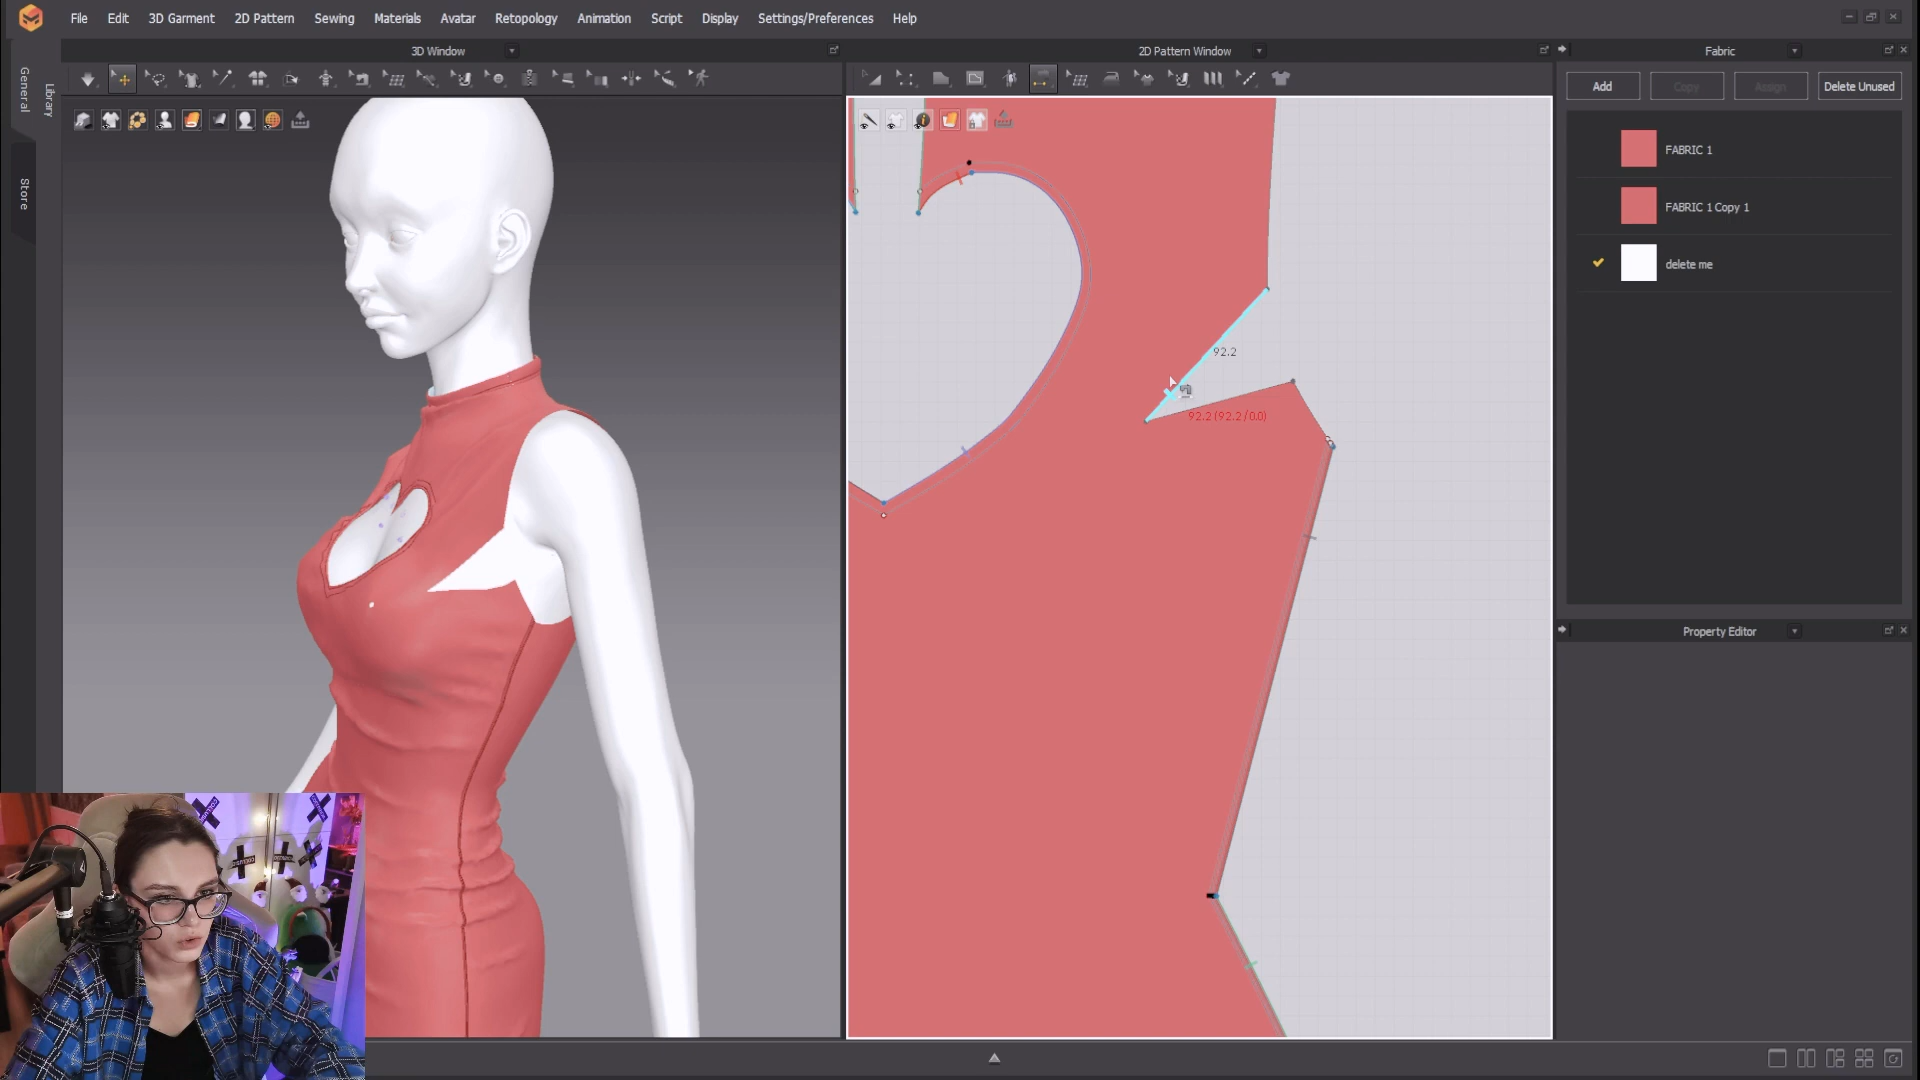 File Edit 3D Garment 2D Pattern Sewing Materials Avatar Retopology Animation Script Display Settings/Preferences Help
General
Library
Store
3D Window
2D Pattern Window
Fabric
Add Copy Assign Delete Unused
FABRIC 1
FABRIC 1 Copy 1
delete me
Property Editor
92.2
92.2 (92.2 / 0.0)